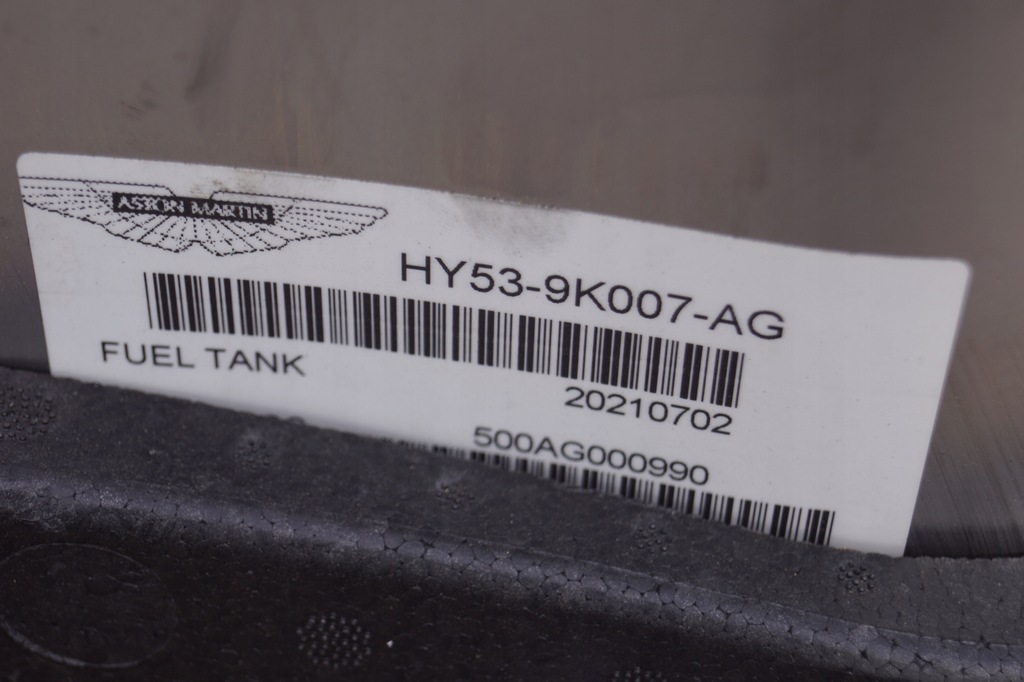 ASTON MARTIN
HY53-9K007-AG
FUEL TANK
20210702
500AG000990